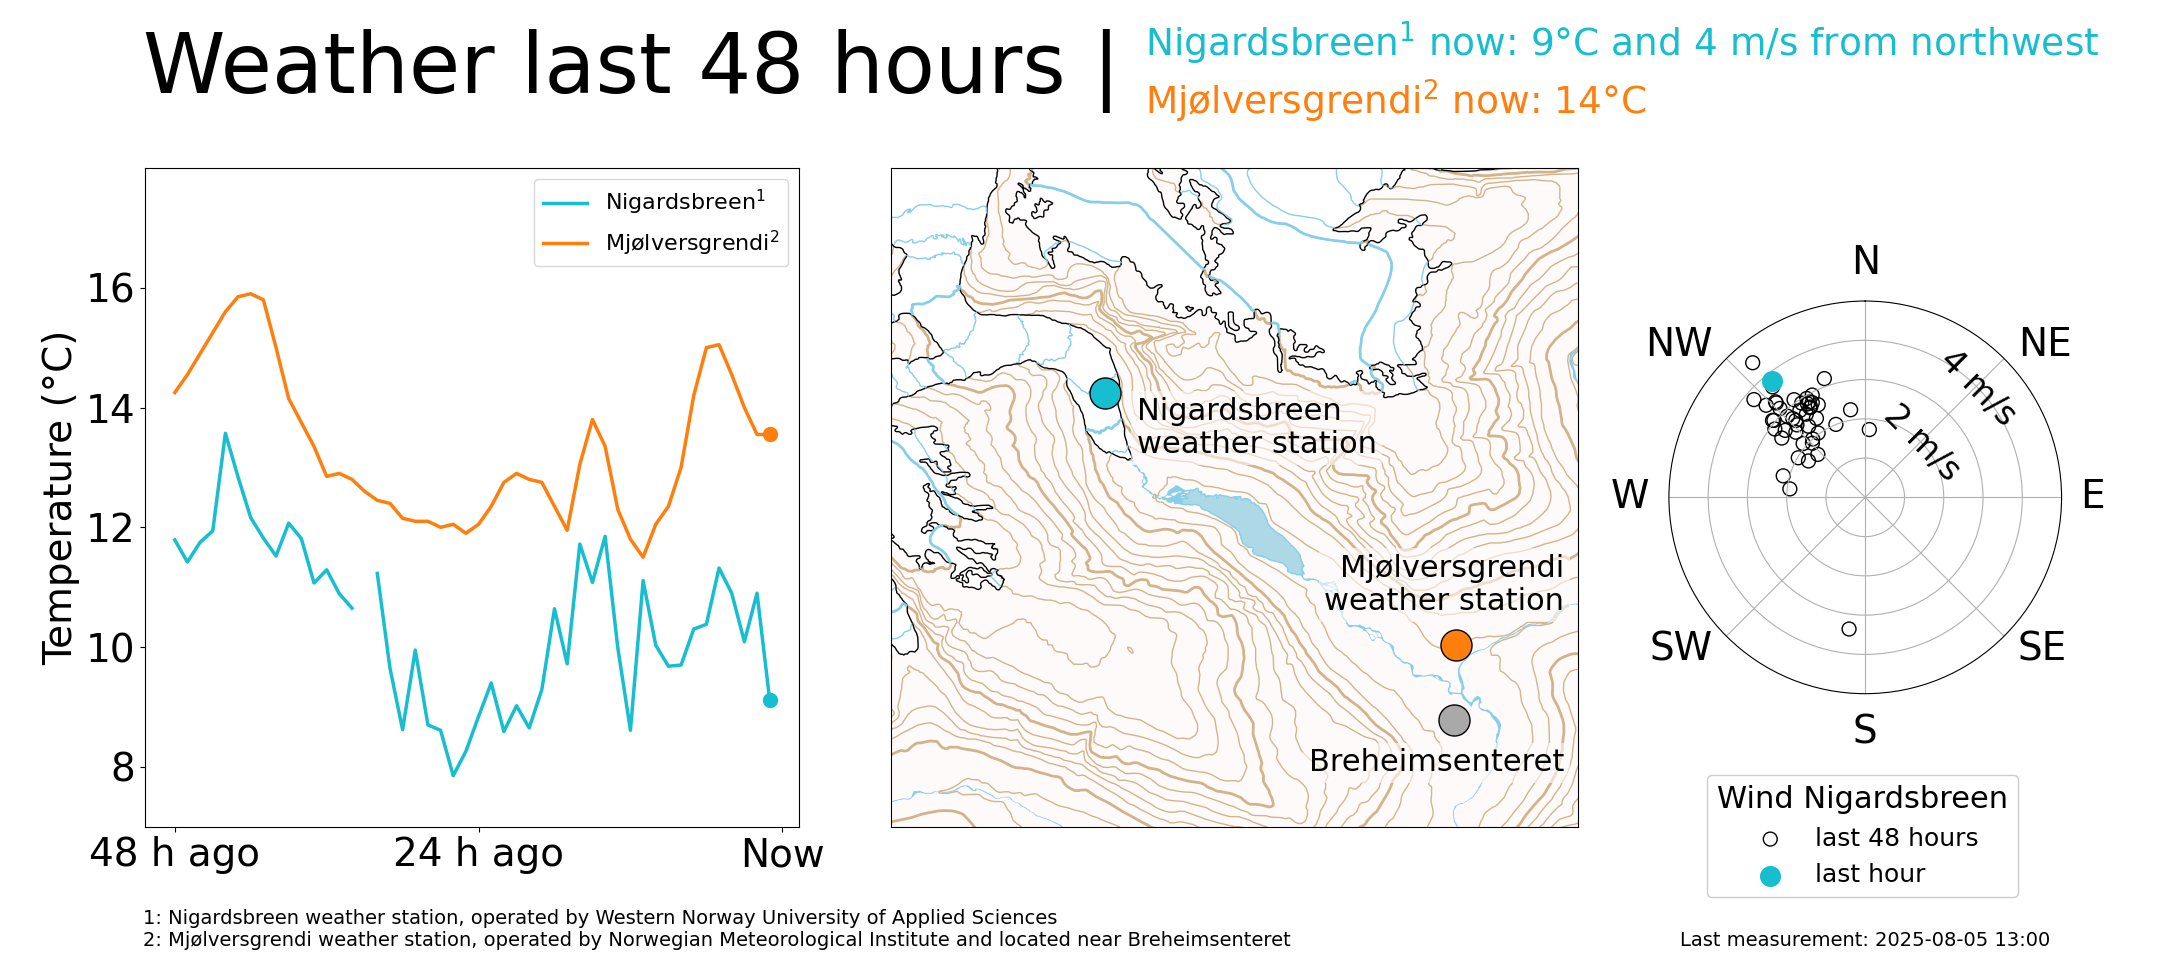 Weather last 48 hours |
Nigardsbreen¹ now: 9°C and 4 m/s from northwest
Mjølversgrendi² now: 14°C
Temperature (°C)
16
14
12
10
8
48 h ago
24 h ago
Now
Nigardsbreen¹
Mjølversgrendi²
Nigardsbreen
weather station
Mjølversgrendi
weather station
Breheimsenteret
N
NE
E
SE
S
SW
W
NW
4 m/s
2 m/s
Wind Nigardsbreen
last 48 hours
last hour
1: Nigardsbreen weather station, operated by Western Norway University of Applied Sciences
2: Mjølversgrendi weather station, operated by Norwegian Meteorological Institute and located near Breheimsenteret
Last measurement: 2025-08-05 13:00